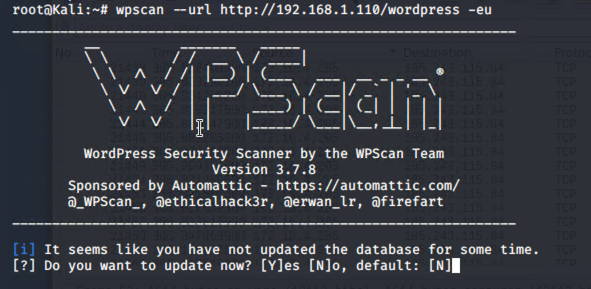 root@Kali:~# wpscan --url http://192.168.1.110/wordpress -eu
WPScan®
WordPress Security Scanner by the WPScan Team
Version 3.7.8
Sponsored by Automattic - https://automattic.com/
@_WPScan_, @ethicalhack3r, @erwan_lr, @firefart
[i] It seems like you have not updated the database for some time.
[?] Do you want to update now? [Y]es [N]o, default: [N]